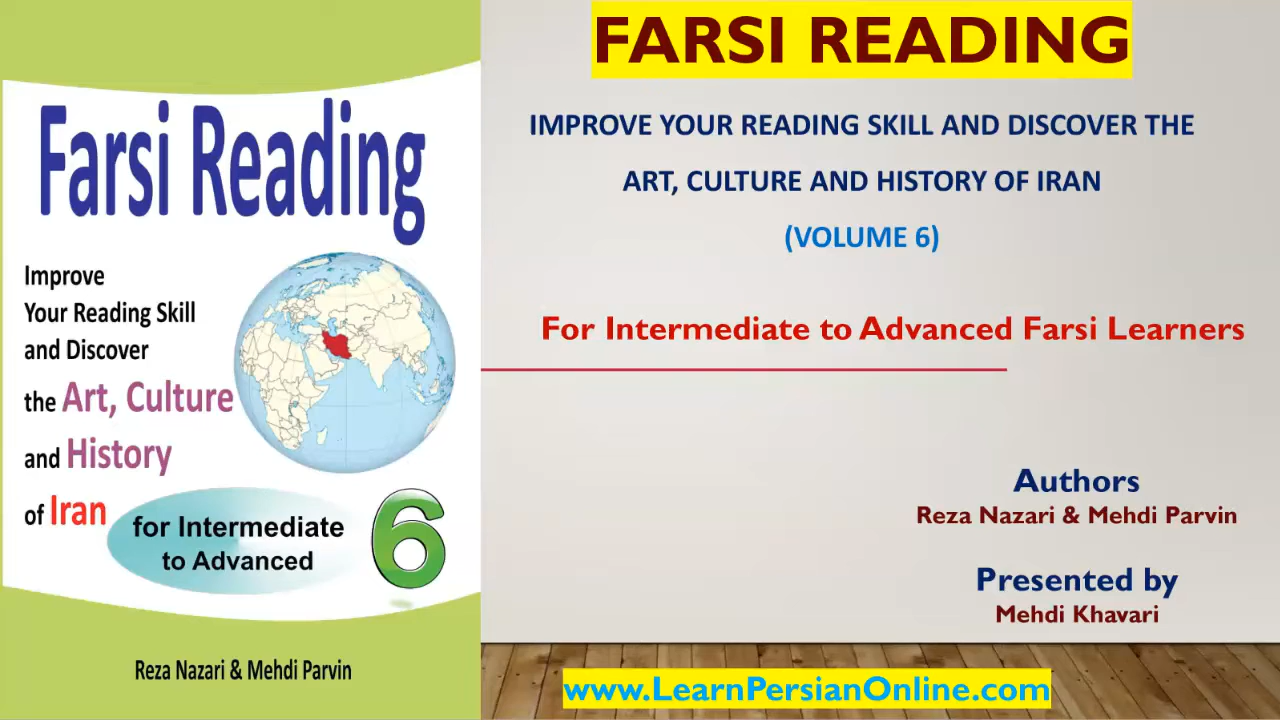 Farsi Reading
Improve
Your Reading Skill
and Discover
the Art, Culture
and History
of Iran
for Intermediate
to Advanced
6
Reza Nazari & Mehdi Parvin
FARSI READING
IMPROVE YOUR READING SKILL AND DISCOVER THE
ART, CULTURE AND HISTORY OF IRAN
(VOLUME 6)
For Intermediate to Advanced Farsi Learners
Authors
Reza Nazari & Mehdi Parvin
Presented by
Mehdi Khavari
www.LearnPersianOnline.com